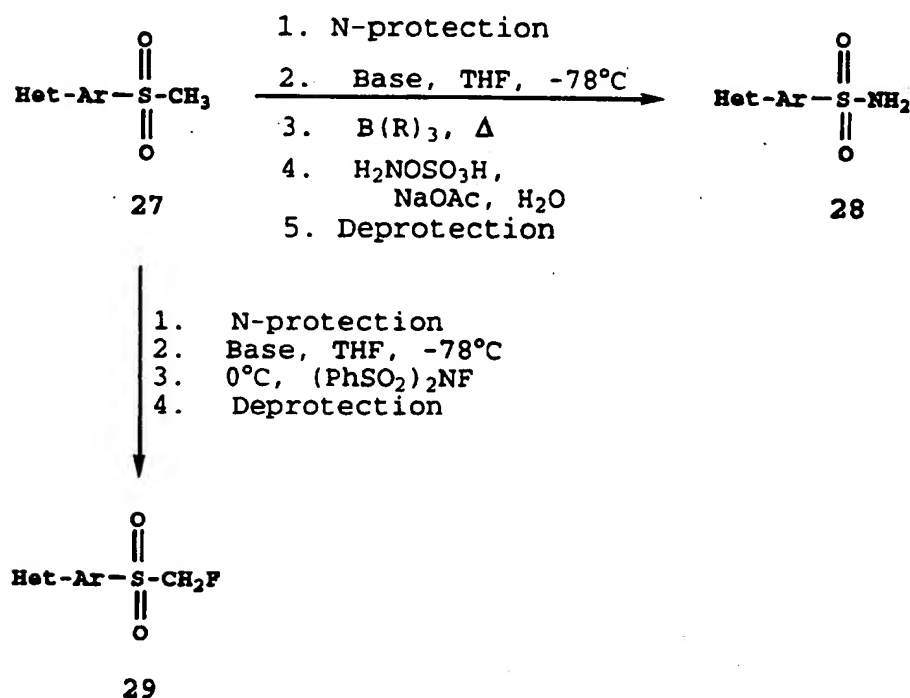 1. N-protection
2. Base, THF, -78°C
3. B(R)₃, Δ
4. H₂NOSO₃H,
NaOAc, H₂O
5. Deprotection
O
Het-Ar-S-CH₃
O
27
O
Het-Ar-S-NH₂
O
28
1. N-protection
2. Base, THF, -78°C
3. 0°C, (PhSO₂)₂NF
4. Deprotection
O
Het-Ar-S-CH₂F
O
29